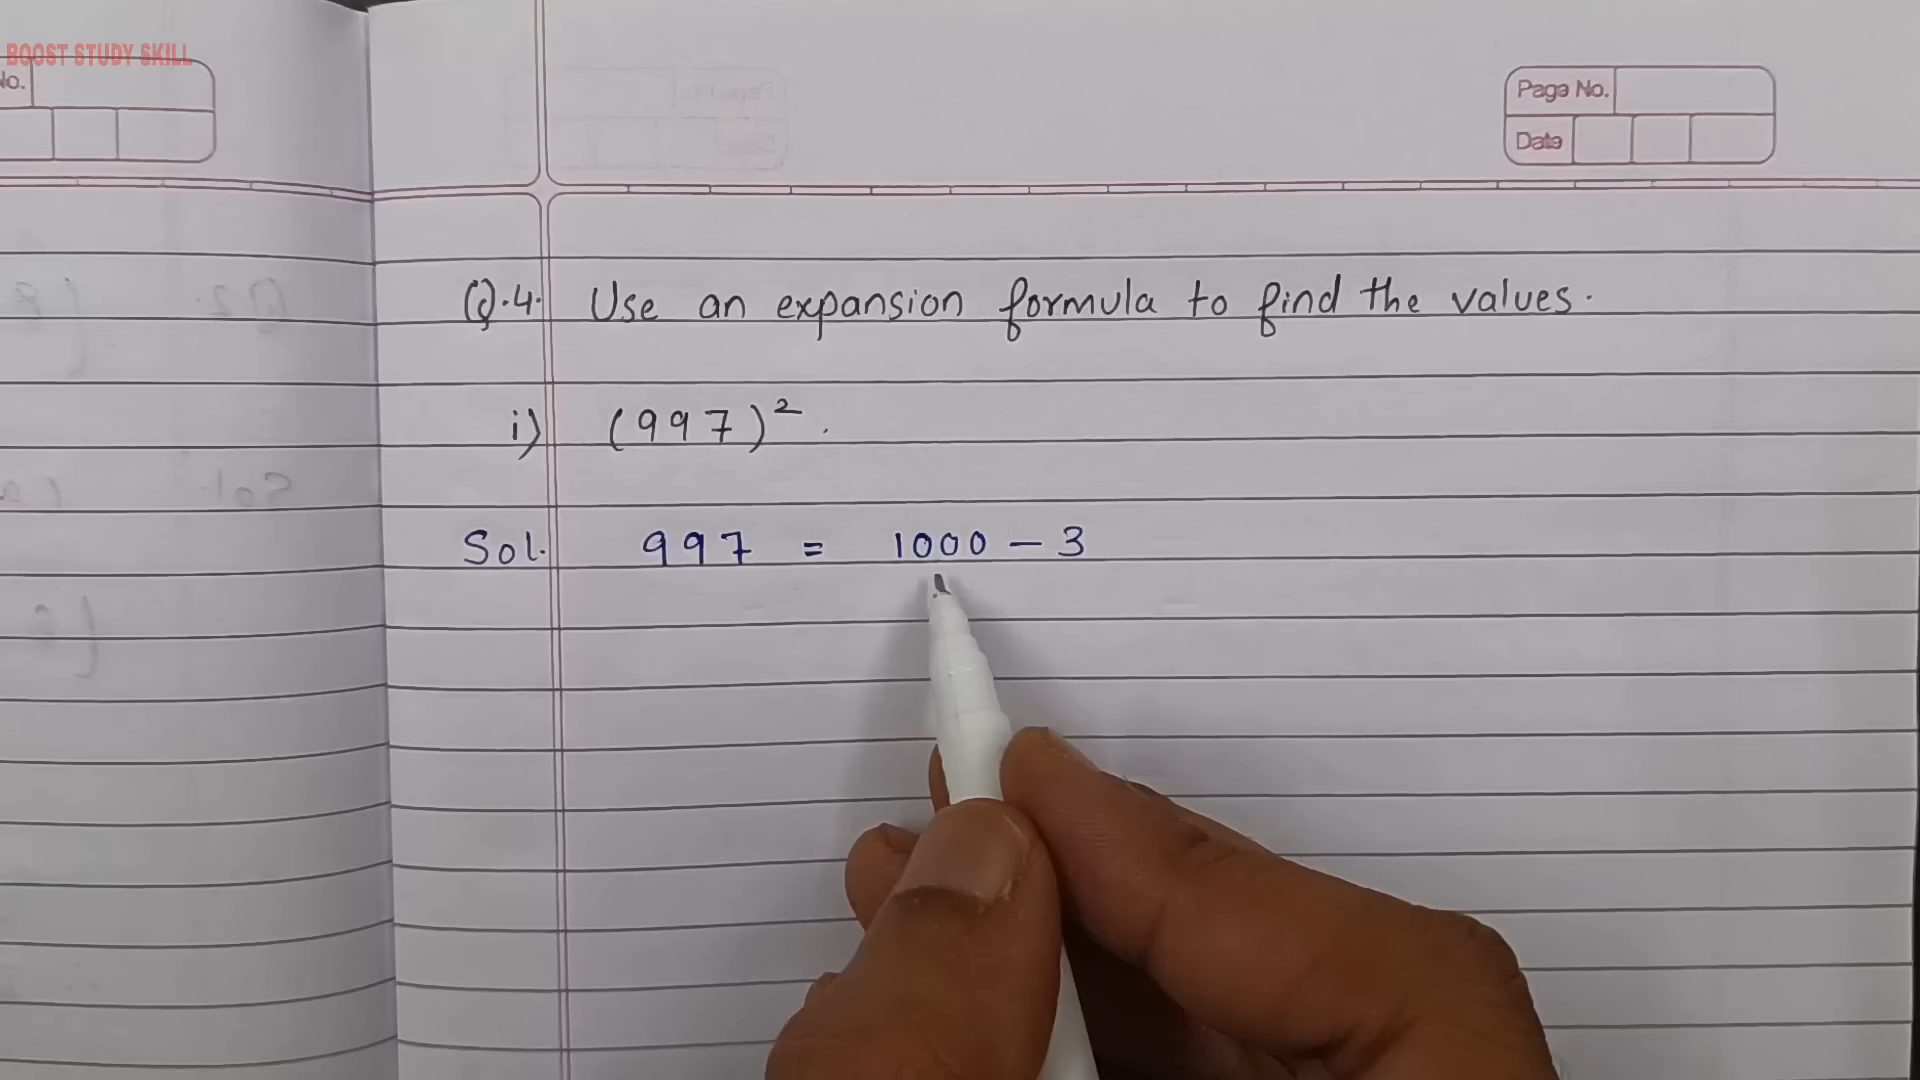 BOOST STUDY SKILL
No.
Page No.
Date
Q.4. Use an expansion formula to find the values.
i) (997)².
Sol. 997 = 1000 - 3